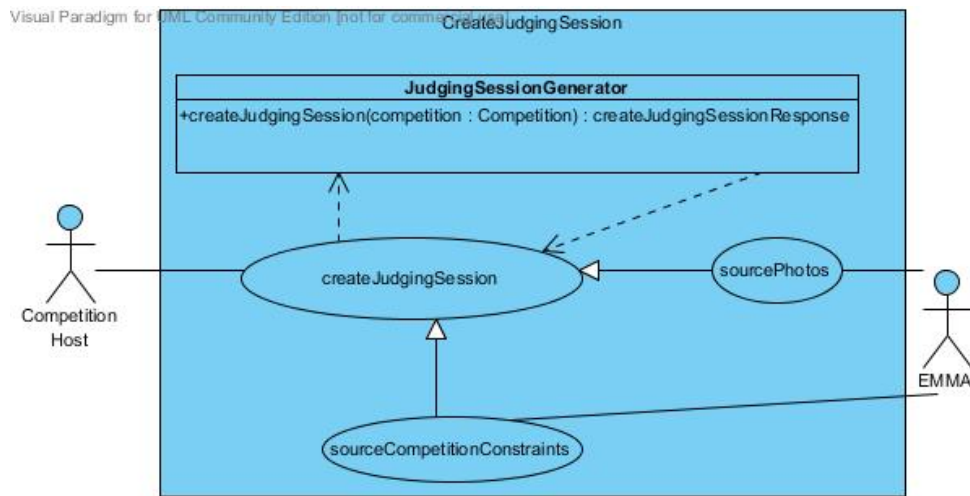 Visual Paradigm for UML Community Edition [not for commercial use]
CreateJudgingSession
JudgingSessionGenerator
+createJudgingSession(competition : Competition) : createJudgingSessionResponse
createJudgingSession
sourcePhotos
Competition
Host
EMMA
sourceCompetitionConstraints